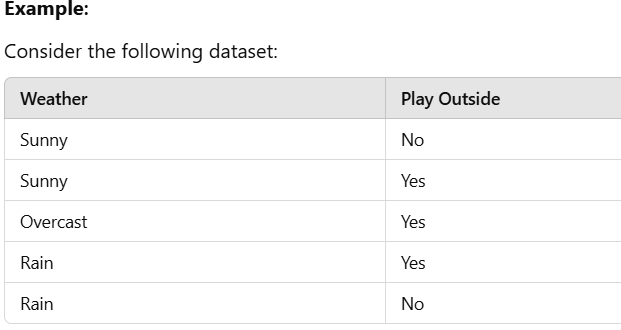 Example:
Consider the following dataset:
Weather Play Outside
Sunny No
Sunny Yes
Overcast Yes
Rain Yes
Rain No